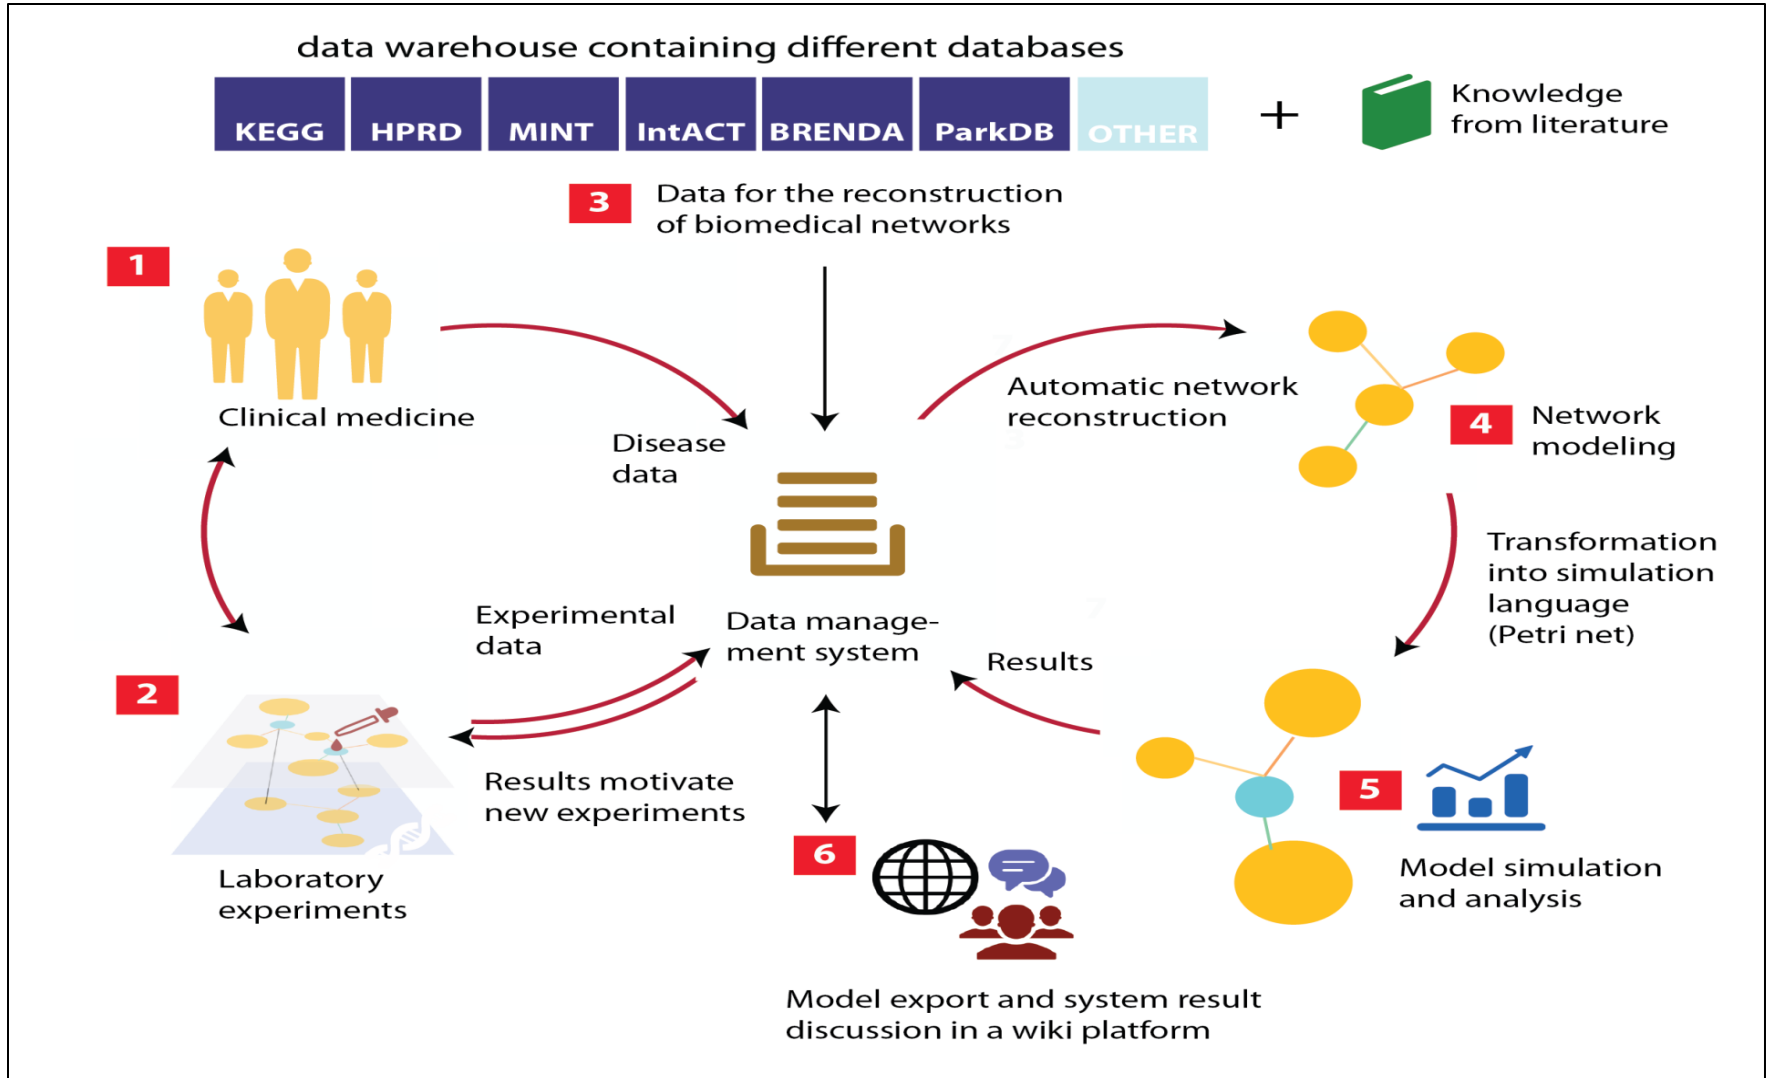 data warehouse containing different databases
KEGG HPRD MINT IntACT BRENDA ParkDB OTHER
+
Knowledge
from literature
3
Data for the reconstruction
of biomedical networks
1
Clinical medicine
Disease
data
Automatic network
reconstruction
4
Network
modeling
Transformation
into simulation
language
(Petri net)
Experimental
data
Data manage-
ment system
Results
2
Results motivate
new experiments
Laboratory
experiments
5
Model simulation
and analysis
6
Model export and system result
discussion in a wiki platform